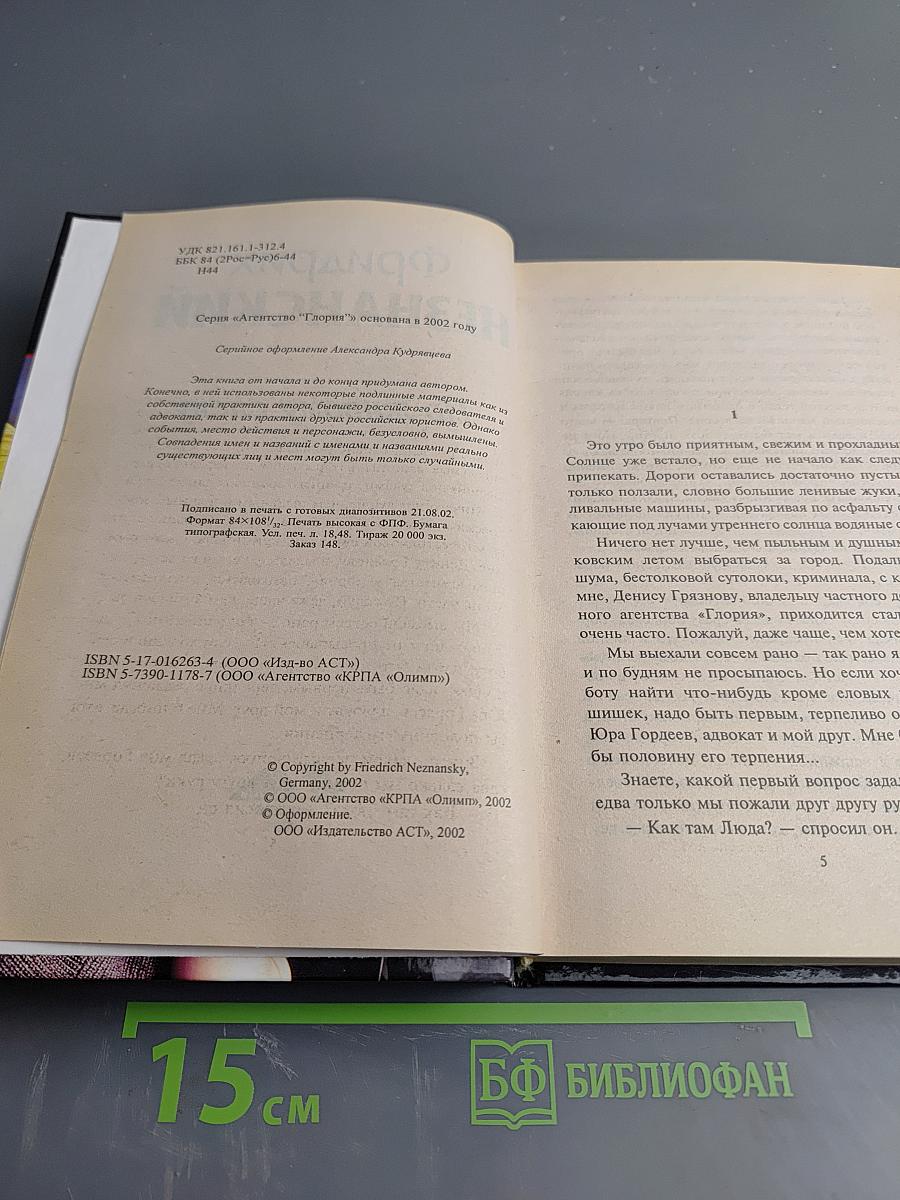 УДК 821.161.1-312.4
ББК 84 (2Рос=Рус)6-44
Н44
Серия «Агентство "Глория"» основана в 2002 году
Серийное оформление Александра Кудрявцева
Эта книга от начала и до конца придумана автором.
Конечно, в ней использованы некоторые подлинные материалы как из
собственной практики автора, бывшего российского следователя и
адвоката, так и из практики других российских юристов. Однако
события, место действия и персонажи, безусловно, вымышлены.
Совпадения имен и названий с именами и названиями реально
существующих лиц и мест могут быть только случайными.
Подписано в печать с готовых диапозитивов 21.08.02.
Формат 84×108¹/₃₂. Печать высокая с ФПФ. Бумага
типографская. Усл. печ. л. 18,48. Тираж 20 000 экз.
Заказ 148.
ISBN 5-17-016263-4 (ООО «Изд-во АСТ»)
ISBN 5-7390-1178-7 (ООО «Агентство «КРПА «Олимп»)
© Copyright by Friedrich Neznansky,
Germany, 2002
© ООО «Агентство «КРПА «Олимп», 2002
© Оформление.
ООО «Издательство АСТ», 2002
1
Это утро было приятным, свежим и прохладны
Солнце уже встало, но еще не начало как след
припекать. Дороги оставались достаточно пусты
только ползали, словно большие ленивые жуки,
ливальные машины, разбрызгивая по асфальту
кающие под лучами утреннего солнца водяные
Ничего нет лучше, чем пыльным и душны
ковским летом выбраться за город. Подал
шума, бестолковой сутолоки, криминала, с к
мне, Денису Грязнову, владельцу частного д
ного агентства «Глория», приходится стал
очень часто. Пожалуй, даже чаще, чем хоте
Мы выехали совсем рано — так рано я
и по будням не просыпаюсь. Но если хоч
боту найти что-нибудь кроме еловых
шишек, надо быть первым, терпеливо о
Юра Гордеев, адвокат и мой друг. Мне
бы половину его терпения...
Знаете, какой первый вопрос зада
едва только мы пожали друг другу ру
— Как там Люда? — спросил он.
5
15 см
БФ БИБЛИОФАН